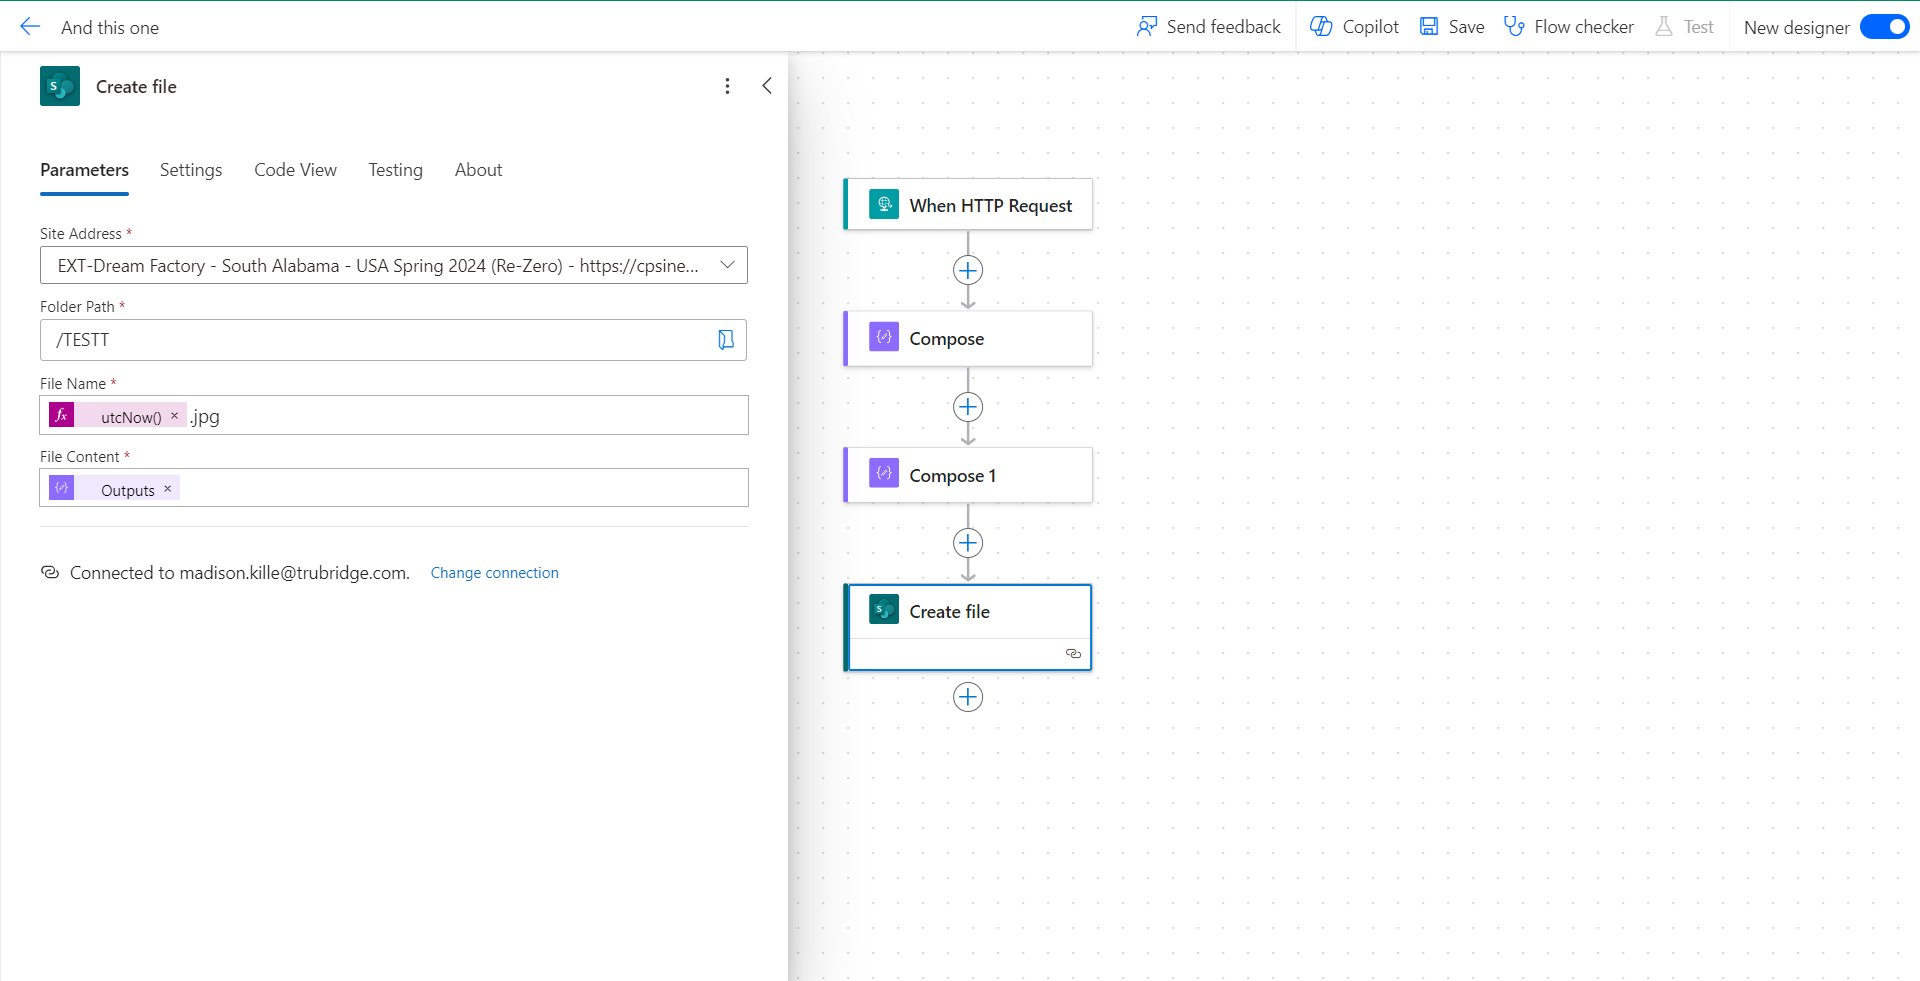 And this one
Send feedback
Copilot
Save
Flow checker
Test
New designer
Create file
Parameters
Settings
Code View
Testing
About
Site Address *
EXT-Dream Factory - South Alabama - USA Spring 2024 (Re-Zero) - https://cpsine...
Folder Path *
/TESTT
File Name *
fx utcNow() × .jpg
File Content *
Outputs ×
Connected to madison.kille@trubridge.com. Change connection
When HTTP Request
Compose
Compose 1
Create file